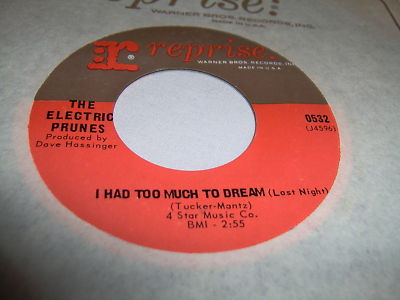 reprise:
WARNER BROS. RECORDS, INC.
MADE IN U.S.A.
r
reprise:
WARNER BROS. RECORDS, INC.
MADE IN U.S.A.
THE
ELECTRIC
PRUNES
Produced by
Dave Hassinger
0532
(J4596)
I HAD TOO MUCH TO DREAM (Last Night)
(Tucker-Mantz)
4 Star Music Co.
BMI - 2:55